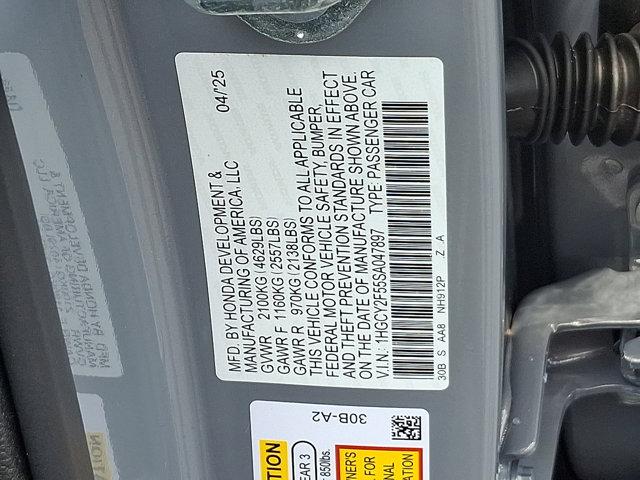 MFD. BY HONDA DEVELOPMENT & 04/'25
MANUFACTURING OF AMERICA, LLC
GVWR 2100KG (4629LBS)
GAWR F 1160KG (2557LBS)
GAWR R 970KG (2138LBS)
THIS VEHICLE CONFORMS TO ALL APPLICABLE
FEDERAL MOTOR VEHICLE SAFETY, BUMPER,
AND THEFT PREVENTION STANDARDS IN EFFECT
ON THE DATE OF MANUFACTURE SHOWN ABOVE.
V.I.N.: 1HGCY2F55SA047897 TYPE: PASSENGER CAR
30B S AA8 NH912P Z A
30B-A2